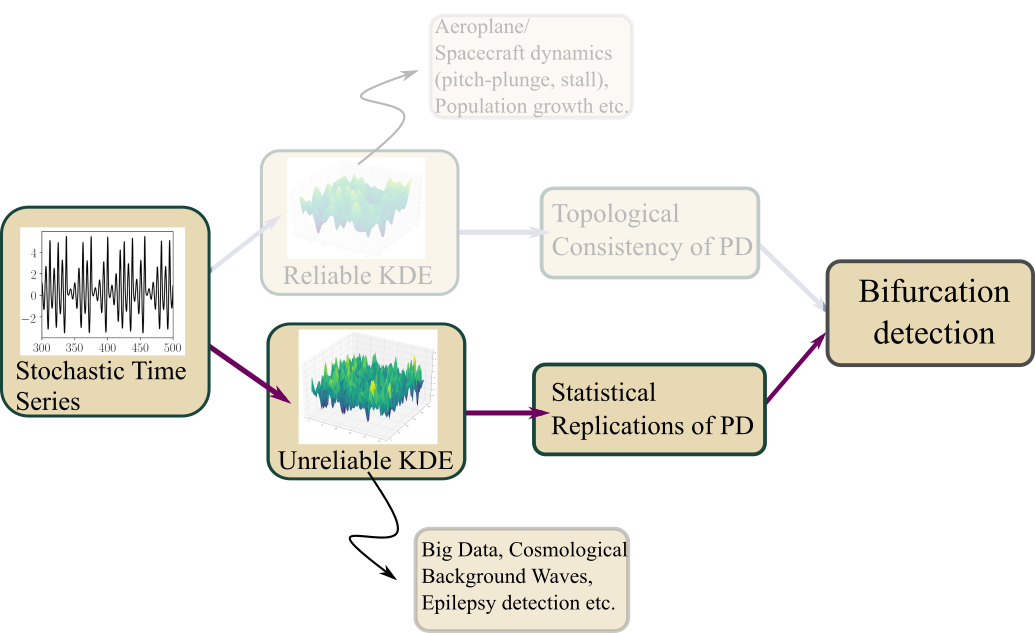 Aeroplane/
Spacecraft dynamics
(pitch-plunge, stall),
Population growth etc.
Reliable KDE
Topological
Consistency of PD
4
2
0
−2
300 350 400 450 500
Stochastic Time
Series
Bifurcation
detection
Unreliable KDE
Statistical
Replications of PD
Big Data, Cosmological
Background Waves,
Epilepsy detection etc.